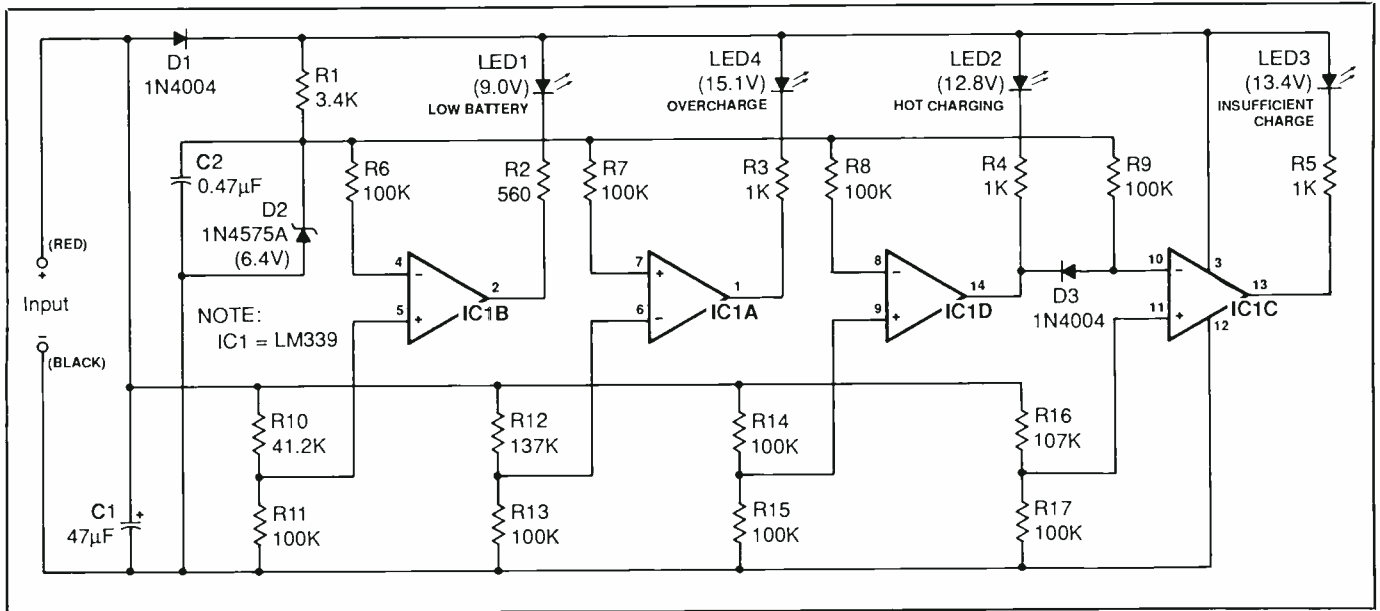 D1
1N4004
R1
3.4K
LED1
(9.0V)
LOW BATTERY
LED4
(15.1V)
OVERCHARGE
LED2
(12.8V)
HOT CHARGING
LED3
(13.4V)
INSUFFICIENT
CHARGE
C2
0.47µF
R6
100K
R2
560
R7
100K
R3
1K
R8
100K
R4
1K
R9
100K
R5
1K
D2
1N4575A
(6.4V)
(RED)
+
Input
−
(BLACK)
NOTE:
IC1 = LM339
4
−
5
+
2
IC1B
7
+
6
−
1
IC1A
8
−
9
+
14
IC1D
D3
1N4004
10
−
11
+
3
13
IC1C
12
R10
41.2K
R12
137K
R14
100K
R16
107K
C1
+
47µF
R11
100K
R13
100K
R15
100K
R17
100K